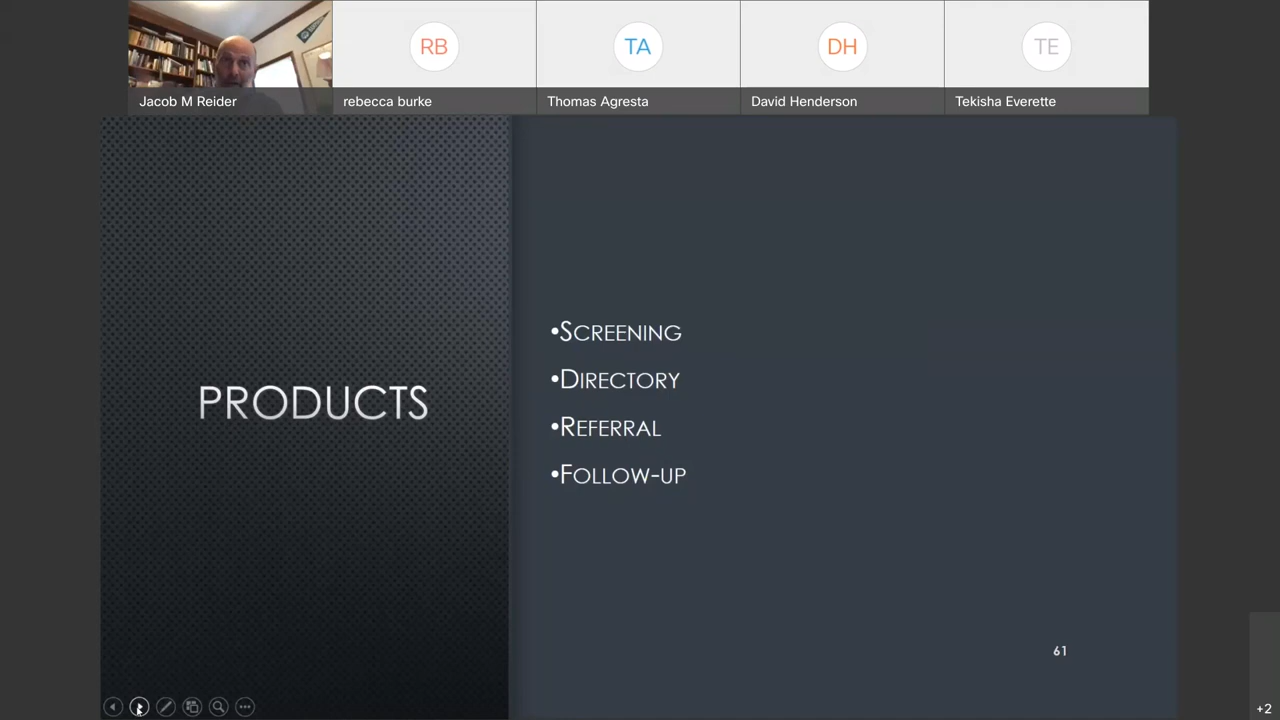 RB
TA
DH
TE
Jacob M Reider
rebecca burke
Thomas Agresta
David Henderson
Tekisha Everette
PRODUCTS
•SCREENING
•DIRECTORY
•REFERRAL
•FOLLOW-UP
61
+2